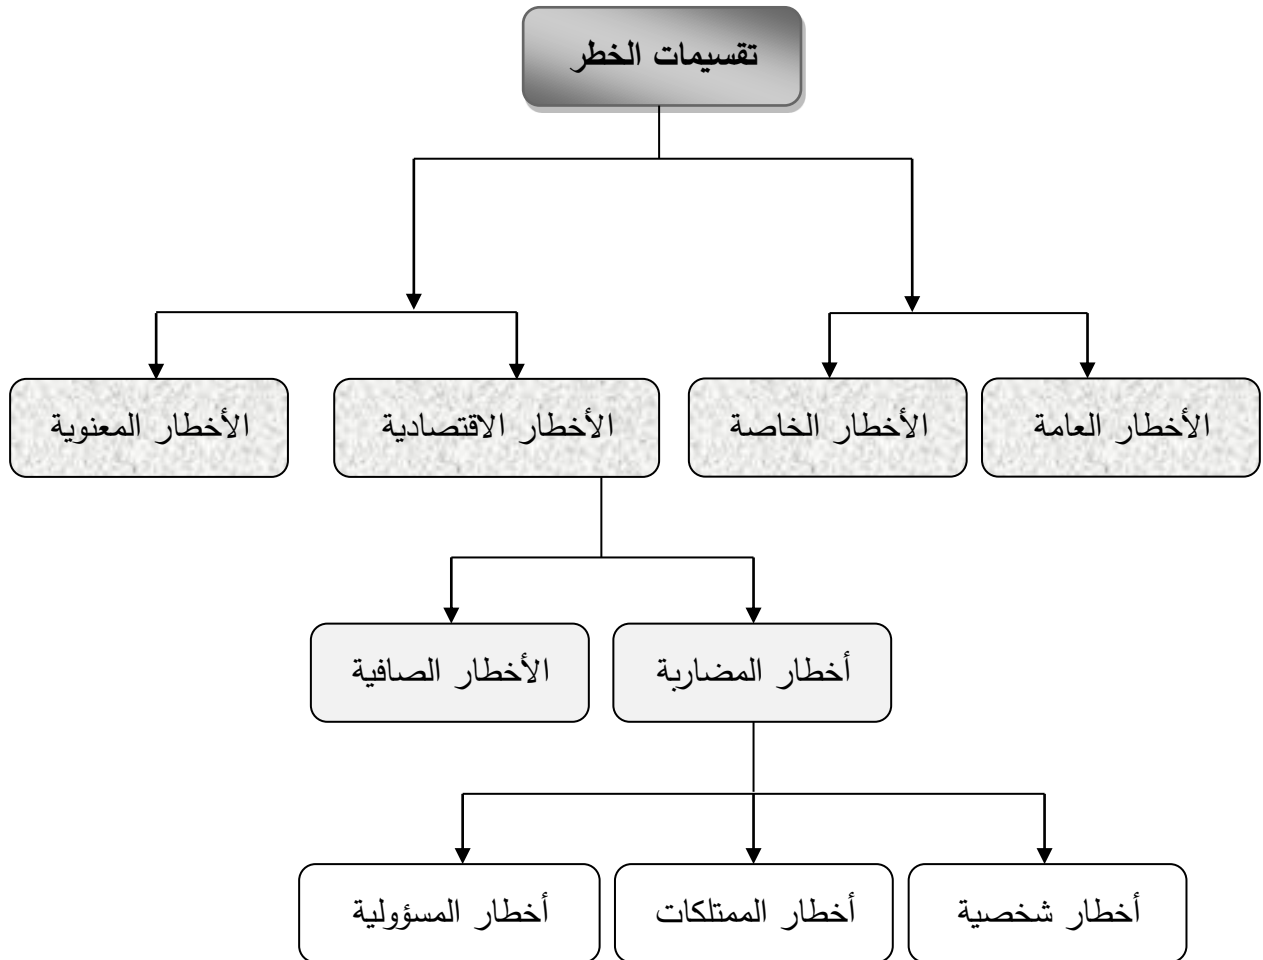 تقسيمات الخطر
الأخطار العامة
الأخطار الخاصة
الأخطار الاقتصادية
الأخطار المعنوية
أخطار المضاربة
الأخطار الصافية
أخطار شخصية
أخطار الممتلكات
أخطار المسؤولية